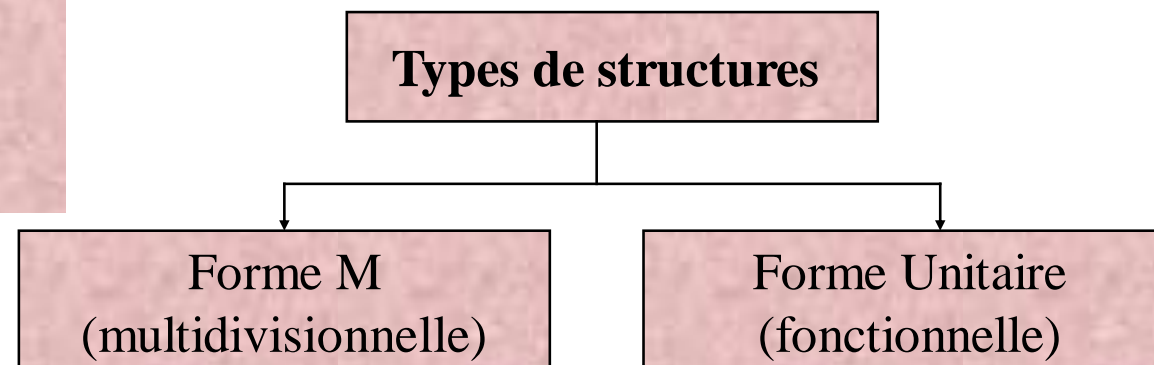 Types de structures
Forme M
(multidivisionnelle)
Forme Unitaire
(fonctionnelle)